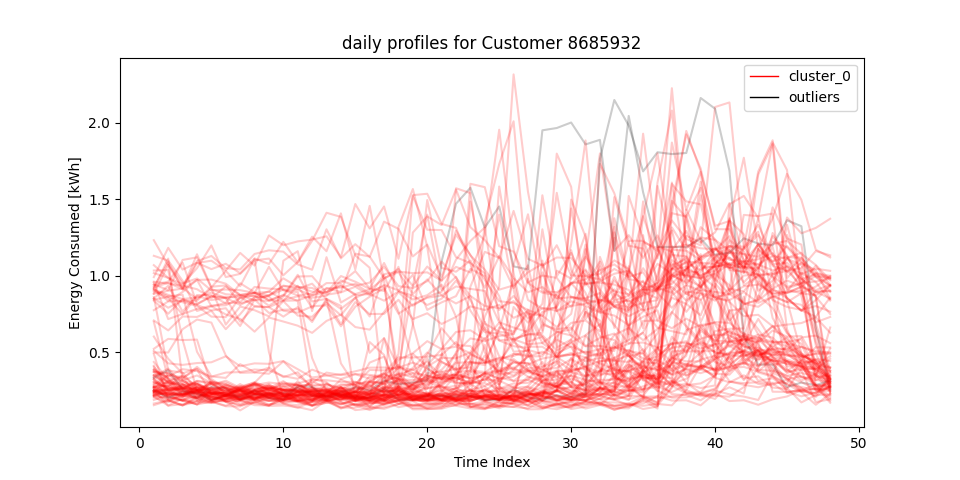 daily profiles for Customer 8685932
cluster_0
outliers
2.0
1.5
1.0
0.5
Energy Consumed [kWh]
0
10
20
30
40
50
Time Index